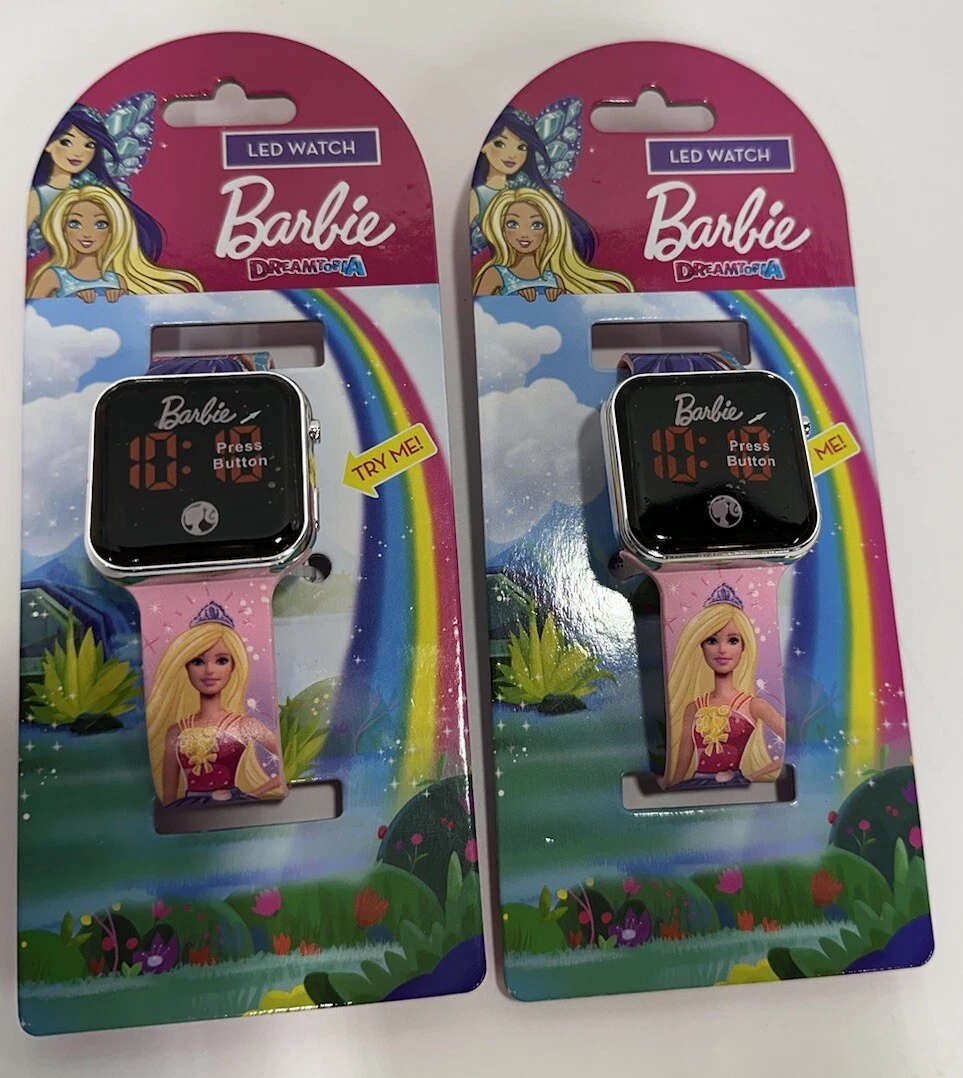 LED WATCH
Barbie
DREAMTOPIA
Barbie
10:10
Press
Button
TRY ME!
LED WATCH
Barbie
DREAMTOPIA
Barbie
10:10
Press
Button
ME!